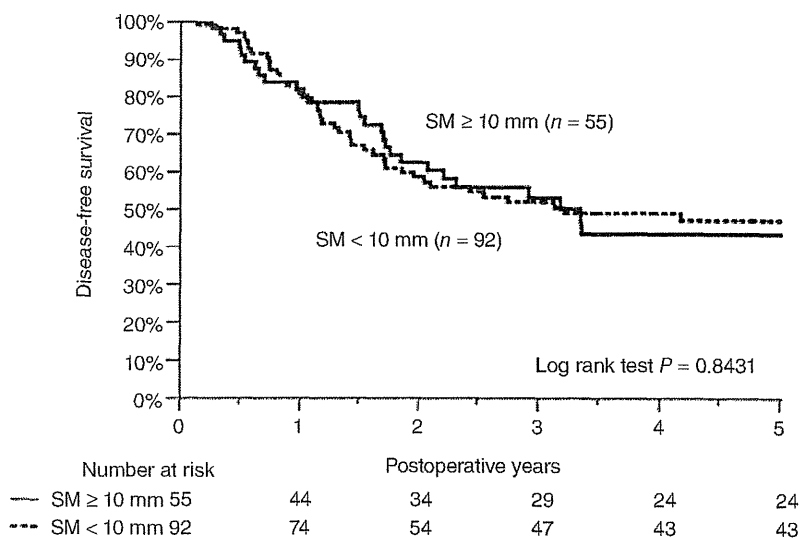 100%
90%
80%
70%
60%
50%
40%
30%
20%
10%
0%
Disease-free survival
SM ≥ 10 mm (n = 55)
SM < 10 mm (n = 92)
Log rank test P = 0.8431
0 1 2 3 4 5
Number at risk Postoperative years
SM ≥ 10 mm 55 44 34 29 24 24
SM < 10 mm 92 74 54 47 43 43